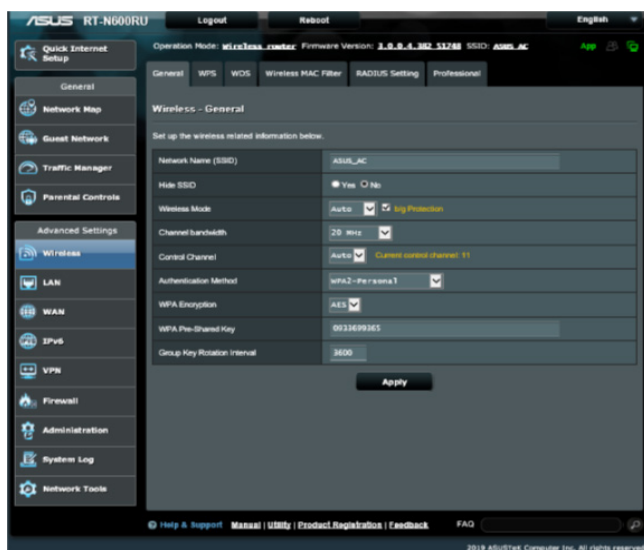 ASUS RT-N600RU Logout Reboot English
Quick Internet Setup
Operation Mode: Wireless router Firmware Version: 3.0.0.4.382_51248 SSID: ASUS_AC App
General WPS WDS Wireless MAC Filter RADIUS Setting Professional
General
Network Map
Guest Network
Traffic Manager
Parental Controls
Advanced Settings
Wireless
LAN
WAN
IPv6
VPN
Firewall
Administration
System Log
Network Tools
Wireless - General
Set up the wireless related information below.
Network Name (SSID) ASUS_AC
Hide SSID Yes No
Wireless Mode Auto b/g Protection
Channel bandwidth 20 MHz
Control Channel Auto Current control channel: 11
Authentication Method WPA2-Personal
WPA Encryption AES
WPA Pre-Shared Key 0933699365
Group Key Rotation Interval 3600
Apply
Help & Support Manual | Utility | Product Registration | Feedback FAQ
2019 ASUSTek Computer Inc. All rights reserved